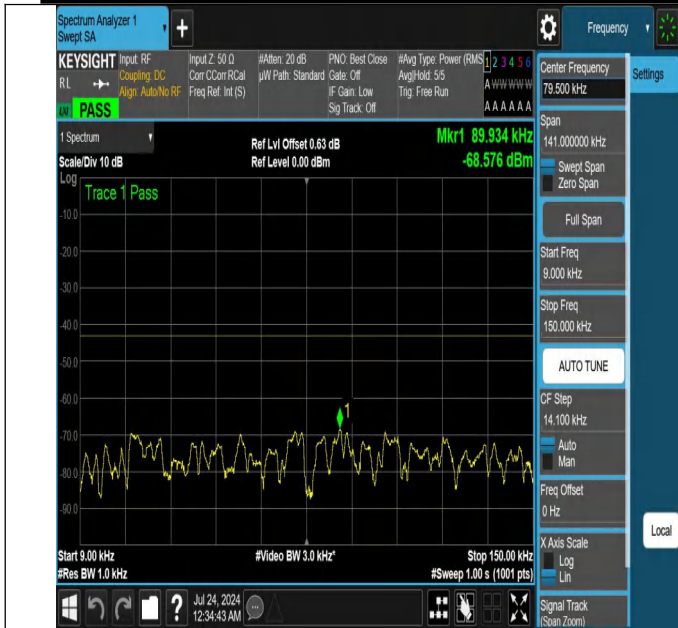 Spectrum Analyzer 1
Swept SA
Frequency
KEYSIGHT
RL
PASS
Input: RF
Coupling: DC
Align: Auto/No RF
Input Z: 50 Ω
Corr CCorr RCal
Freq Ref: Int (S)
#Atten: 20 dB
µW Path: Standard
PNO: Best Close
Gate: Off
IF Gain: Low
Sig Track: Off
#Avg Type: Power (RMS
Avg|Hold: 5/5
Trig: Free Run
1 2 3 4 5 6
A W W W W W
A A A A A A
1 Spectrum
Scale/Div 10 dB
Ref Lvl Offset 0.63 dB
Ref Level 0.00 dBm
Mkr1 89.934 kHz
-68.576 dBm
Log
Trace 1 Pass
-10.0
-20.0
-30.0
-40.0
-50.0
-60.0
-70.0
-80.0
-90.0
1
Start 9.00 kHz
#Res BW 1.0 kHz
#Video BW 3.0 kHz*
Stop 150.00 kHz
#Sweep 1.00 s (1001 pts)
?
Jul 24, 2024
12:34:43 AM
Center Frequency
79.500 kHz
Settings
Span
141.000000 kHz
Swept Span
Zero Span
Full Span
Start Freq
9.000 kHz
Stop Freq
150.000 kHz
AUTO TUNE
CF Step
14.100 kHz
Auto
Man
Freq Offset
0 Hz
X Axis Scale
Log
Lin
Local
Signal Track
(Span Zoom)